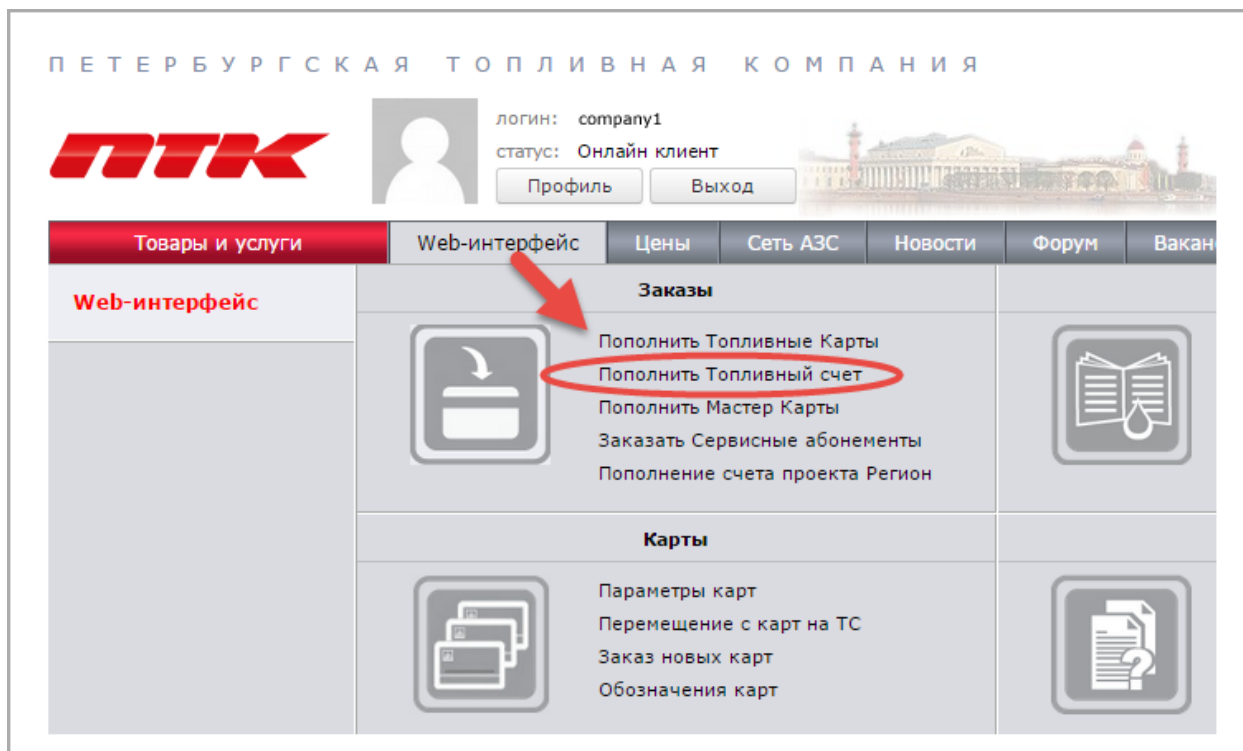 ПЕТЕРБУРГСКАЯ ТОПЛИВНАЯ КОМПАНИЯ
ПТК
логин: company1
статус: Онлайн клиент
Профиль Выход
Товары и услуги Web-интерфейс Цены Сеть АЗС Новости Форум Вакан
Web-интерфейс
Заказы
Пополнить Топливные Карты
Пополнить Топливный счет
Пополнить Мастер Карты
Заказать Сервисные абонементы
Пополнение счета проекта Регион
Карты
Параметры карт
Перемещение с карт на ТС
Заказ новых карт
Обозначения карт